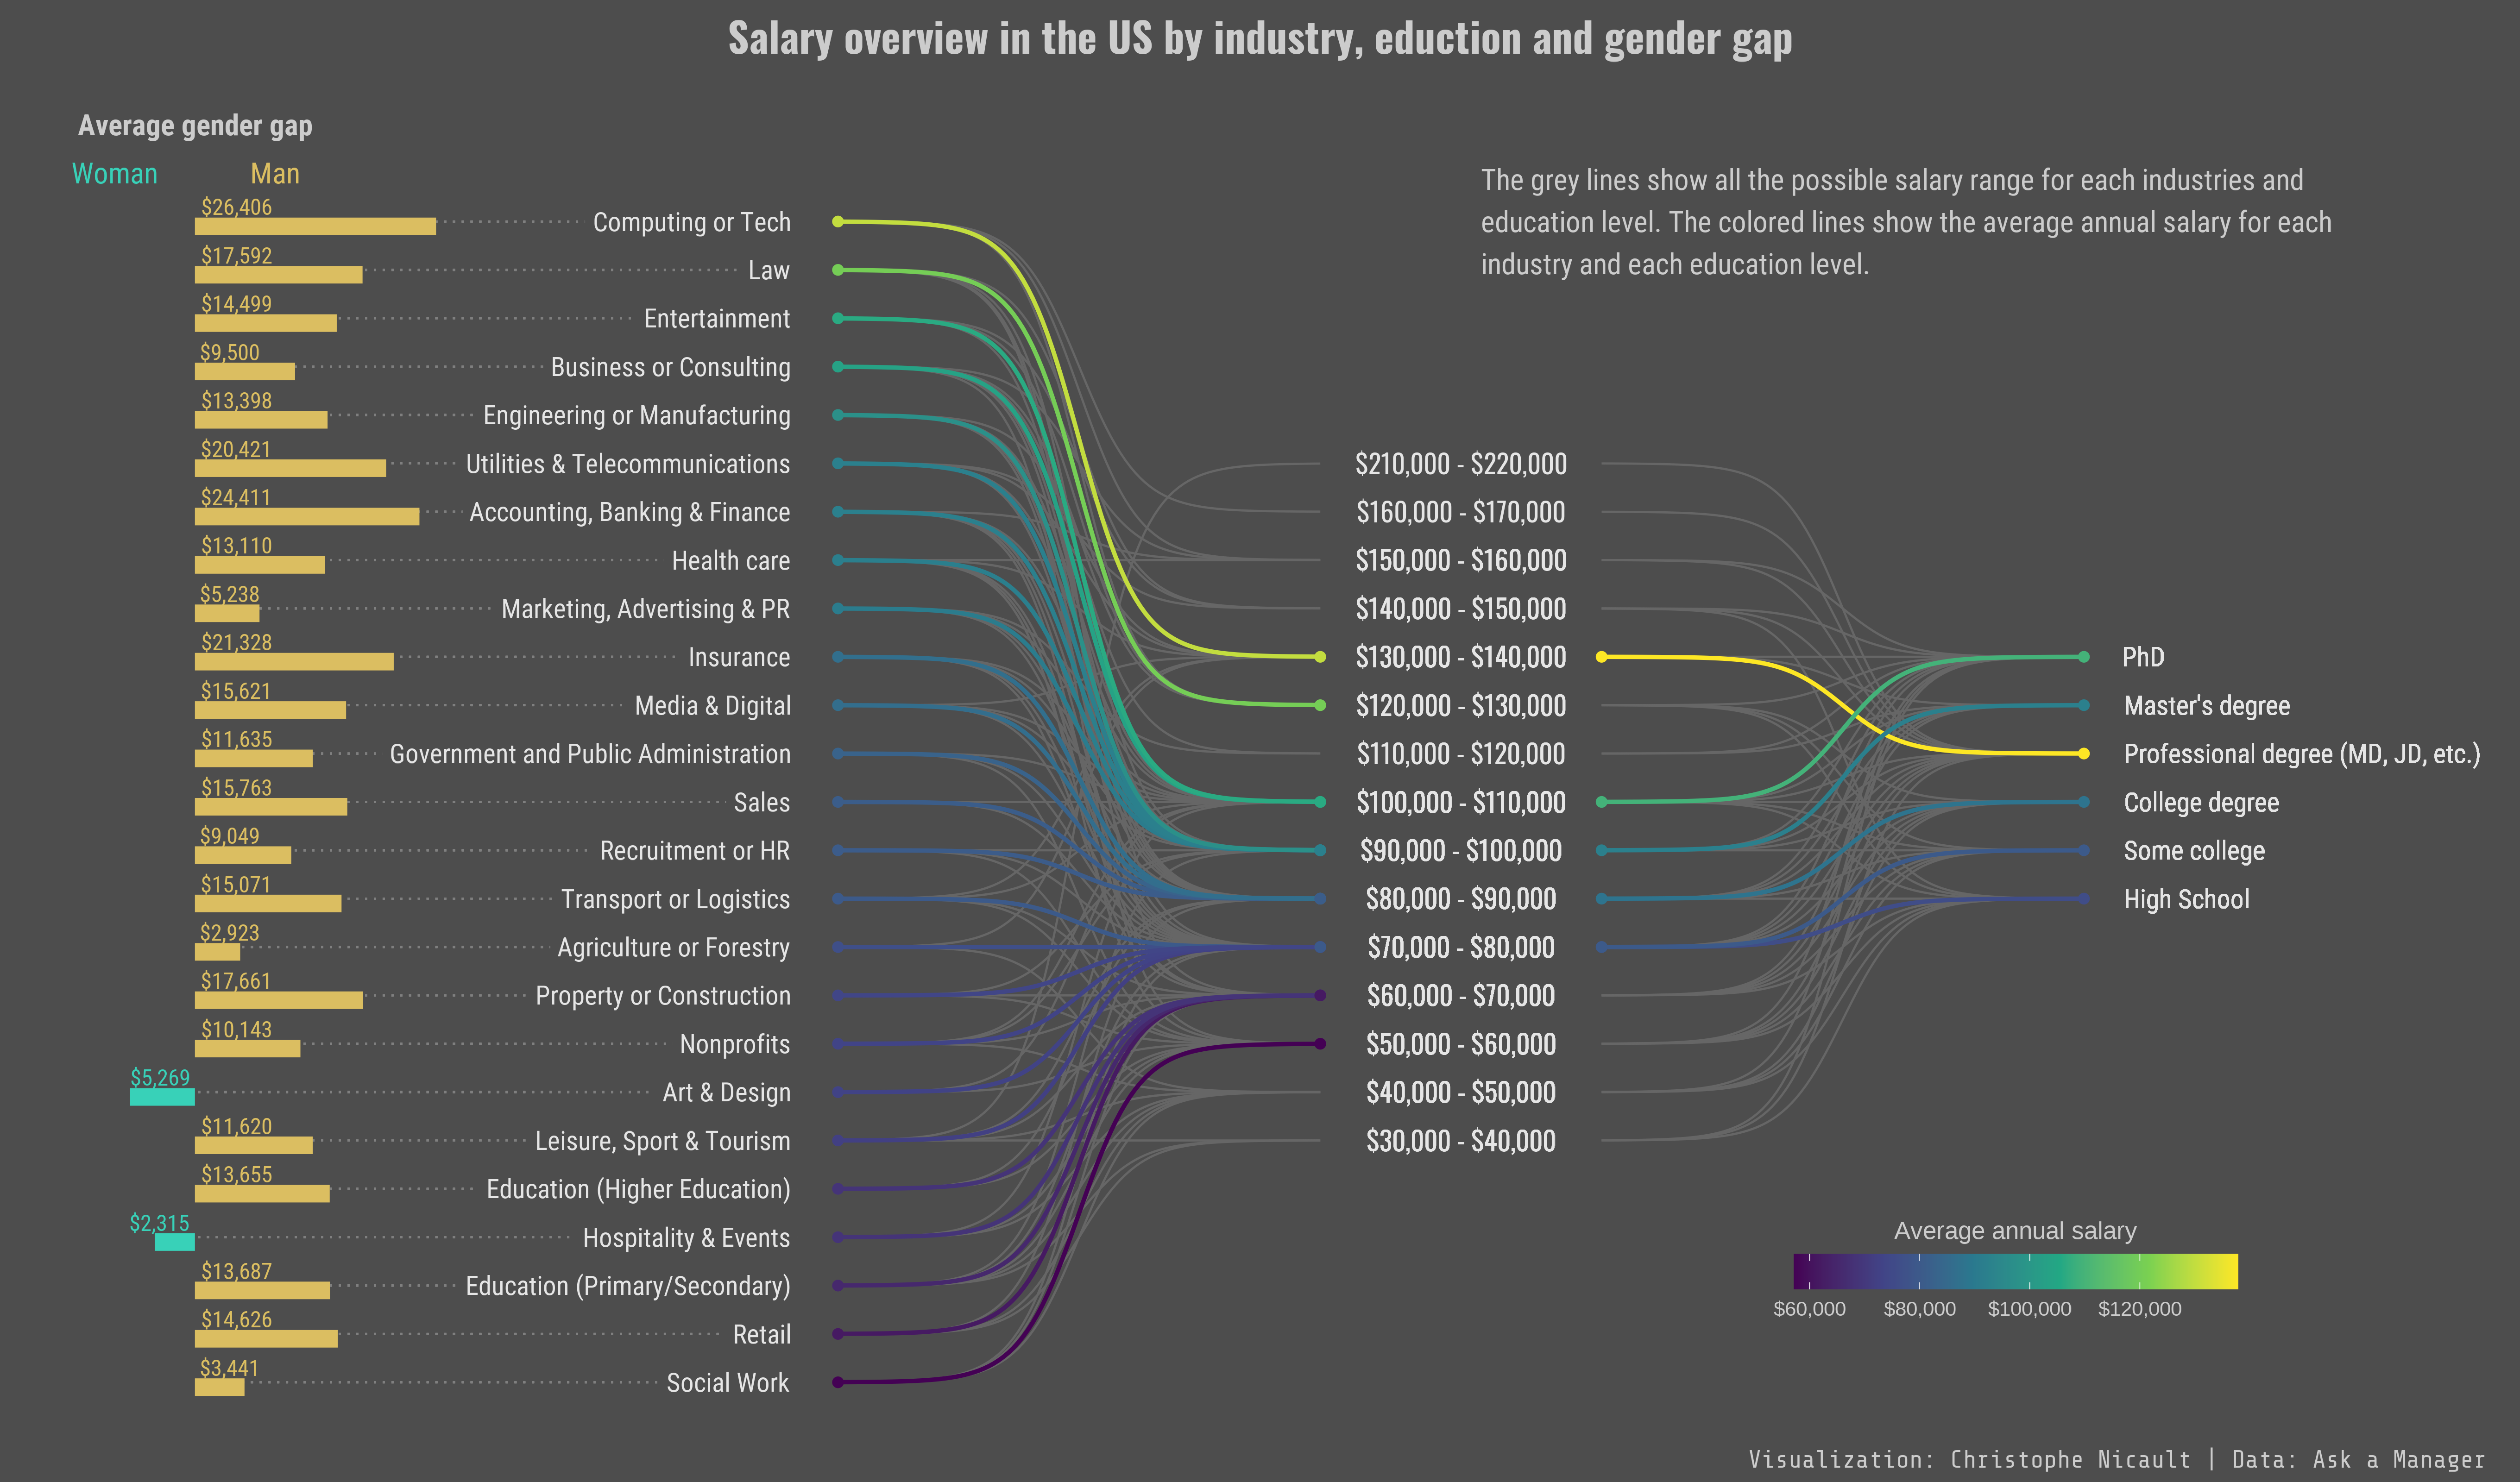 Salary overview in the US by industry, eduction and gender gap
Average gender gap
Woman Man
The grey lines show all the possible salary range for each industries and
education level. The colored lines show the average annual salary for each
industry and each education level.
$26,406 Computing or Tech
$17,592 Law
$14,499 Entertainment
$9,500 Business or Consulting
$13,398 Engineering or Manufacturing
$20,421 Utilities & Telecommunications
$24,411 Accounting, Banking & Finance
$13,110 Health care
$5,238 Marketing, Advertising & PR
$21,328 Insurance
$15,621 Media & Digital
$11,635 Government and Public Administration
$15,763 Sales
$9,049 Recruitment or HR
$15,071 Transport or Logistics
$2,923 Agriculture or Forestry
$17,661 Property or Construction
$10,143 Nonprofits
$5,269 Art & Design
$11,620 Leisure, Sport & Tourism
$13,655 Education (Higher Education)
$2,315 Hospitality & Events
$13,687 Education (Primary/Secondary)
$14,626 Retail
$3,441 Social Work
$210,000 - $220,000
$160,000 - $170,000
$150,000 - $160,000
$140,000 - $150,000
$130,000 - $140,000
$120,000 - $130,000
$110,000 - $120,000
$100,000 - $110,000
$90,000 - $100,000
$80,000 - $90,000
$70,000 - $80,000
$60,000 - $70,000
$50,000 - $60,000
$40,000 - $50,000
$30,000 - $40,000
PhD
Master's degree
Professional degree (MD, JD, etc.)
College degree
Some college
High School
Average annual salary
$60,000 $80,000 $100,000 $120,000
Visualization: Christophe Nicault | Data: Ask a Manager